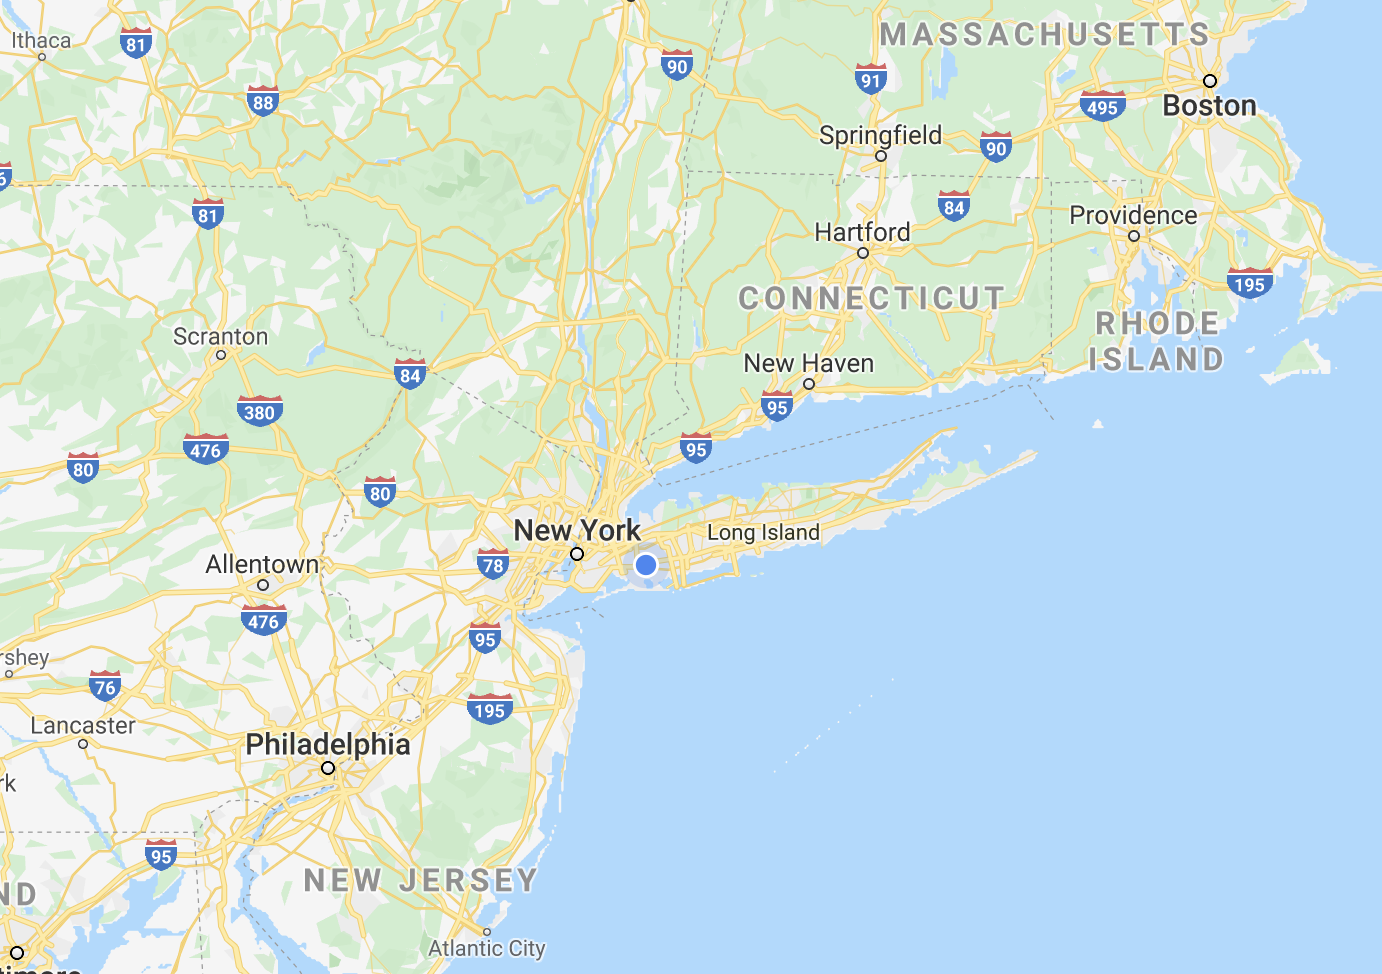 Ithaca
81
90
MASSACHUSETTS
91
88
495
Boston
Springfield
90
81
84
Providence
Hartford
195
CONNECTICUT
RHODE
ISLAND
Scranton
84
New Haven
380
95
476
95
80
80
New York
Long Island
78
Allentown
476
95
rshey
76
195
Lancaster
Philadelphia
rk
95
NEW JERSEY
ND
Atlantic City
timore